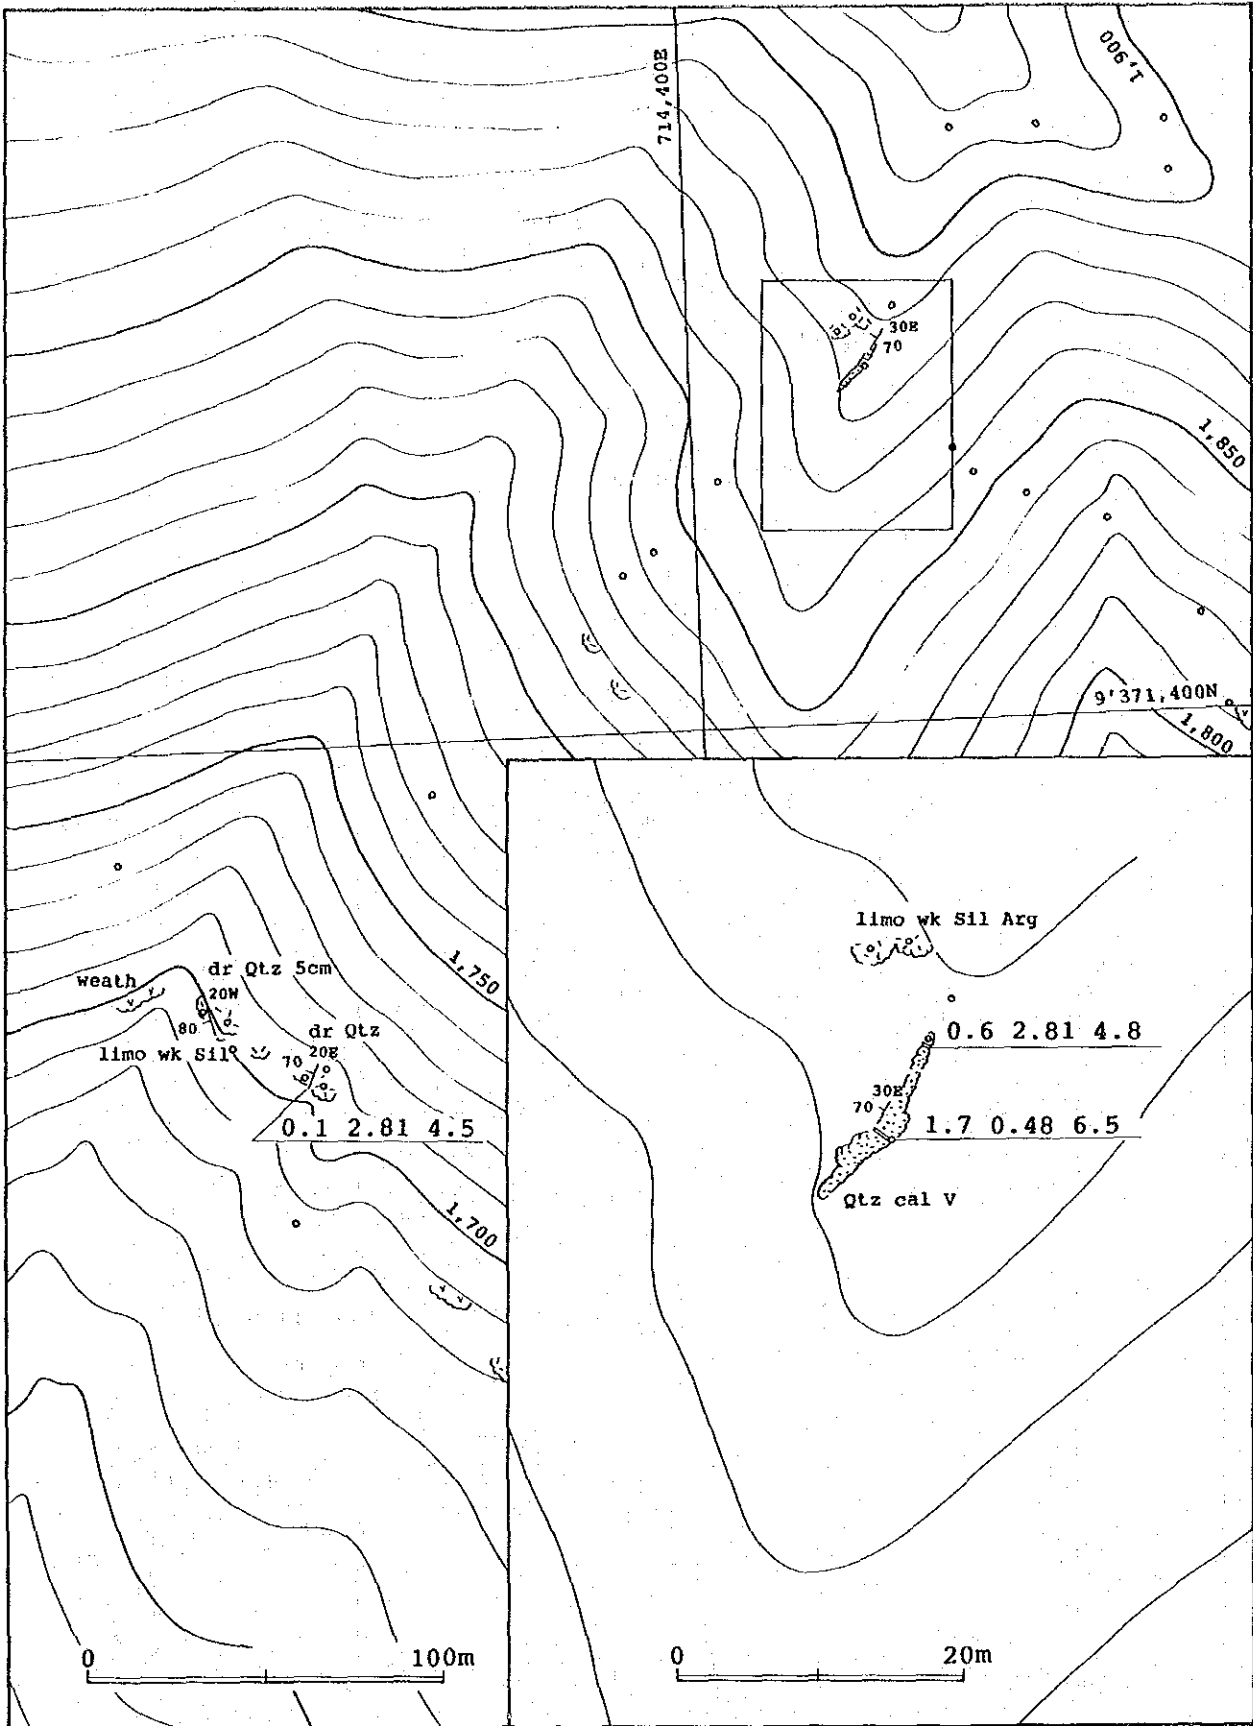 1,900
714,400E
30E
70
1,850
9'371,400N
1,800
1,750
weath
dr Qtz 5cm
20W
80
limo wk Sil
dr Qtz
20E
70
0.1 2.81 4.5
1,700
limo wk Sil Arg
0.6 2.81 4.8
30E
70
1.7 0.48 6.5
Qtz cal V
0 100m
0 20m